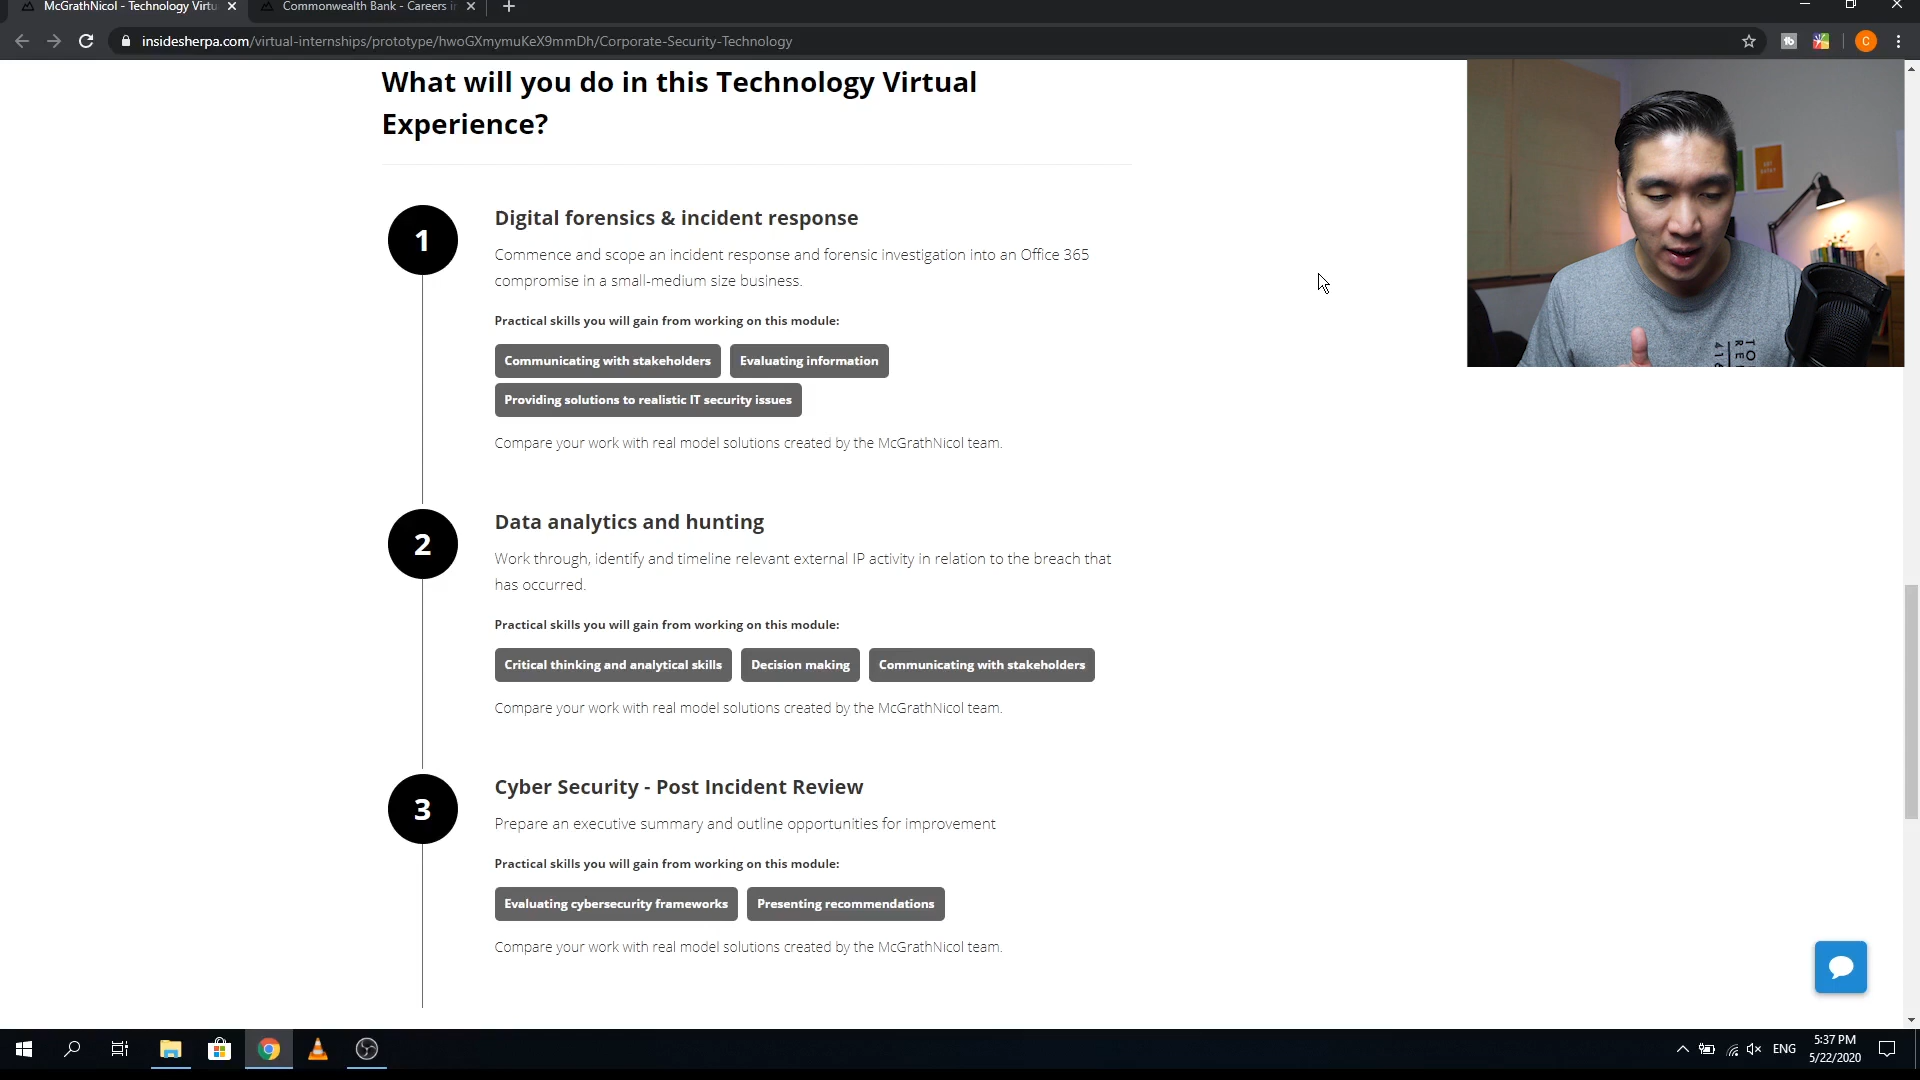 McGrathNicol - Technology Virtu
Commonwealth Bank - Careers i
insidesherpa.com/virtual-internships/prototype/hwoGXmymuKeX9mmDh/Corporate-Security-Technology
C
What will you do in this Technology Virtual
Experience?
1
Digital forensics & incident response
Commence and scope an incident response and forensic investigation into an Office 365
compromise in a small-medium size business.
Practical skills you will gain from working on this module:
Communicating with stakeholders Evaluating information
Providing solutions to realistic IT security issues
Compare your work with real model solutions created by the McGrathNicol team.
2
Data analytics and hunting
Work through, identify and timeline relevant external IP activity in relation to the breach that
has occurred.
Practical skills you will gain from working on this module:
Critical thinking and analytical skills Decision making Communicating with stakeholders
Compare your work with real model solutions created by the McGrathNicol team.
3
Cyber Security - Post Incident Review
Prepare an executive summary and outline opportunities for improvement
Practical skills you will gain from working on this module:
Evaluating cybersecurity frameworks Presenting recommendations
Compare your work with real model solutions created by the McGrathNicol team.
ENG
5:37 PM
5/22/2020